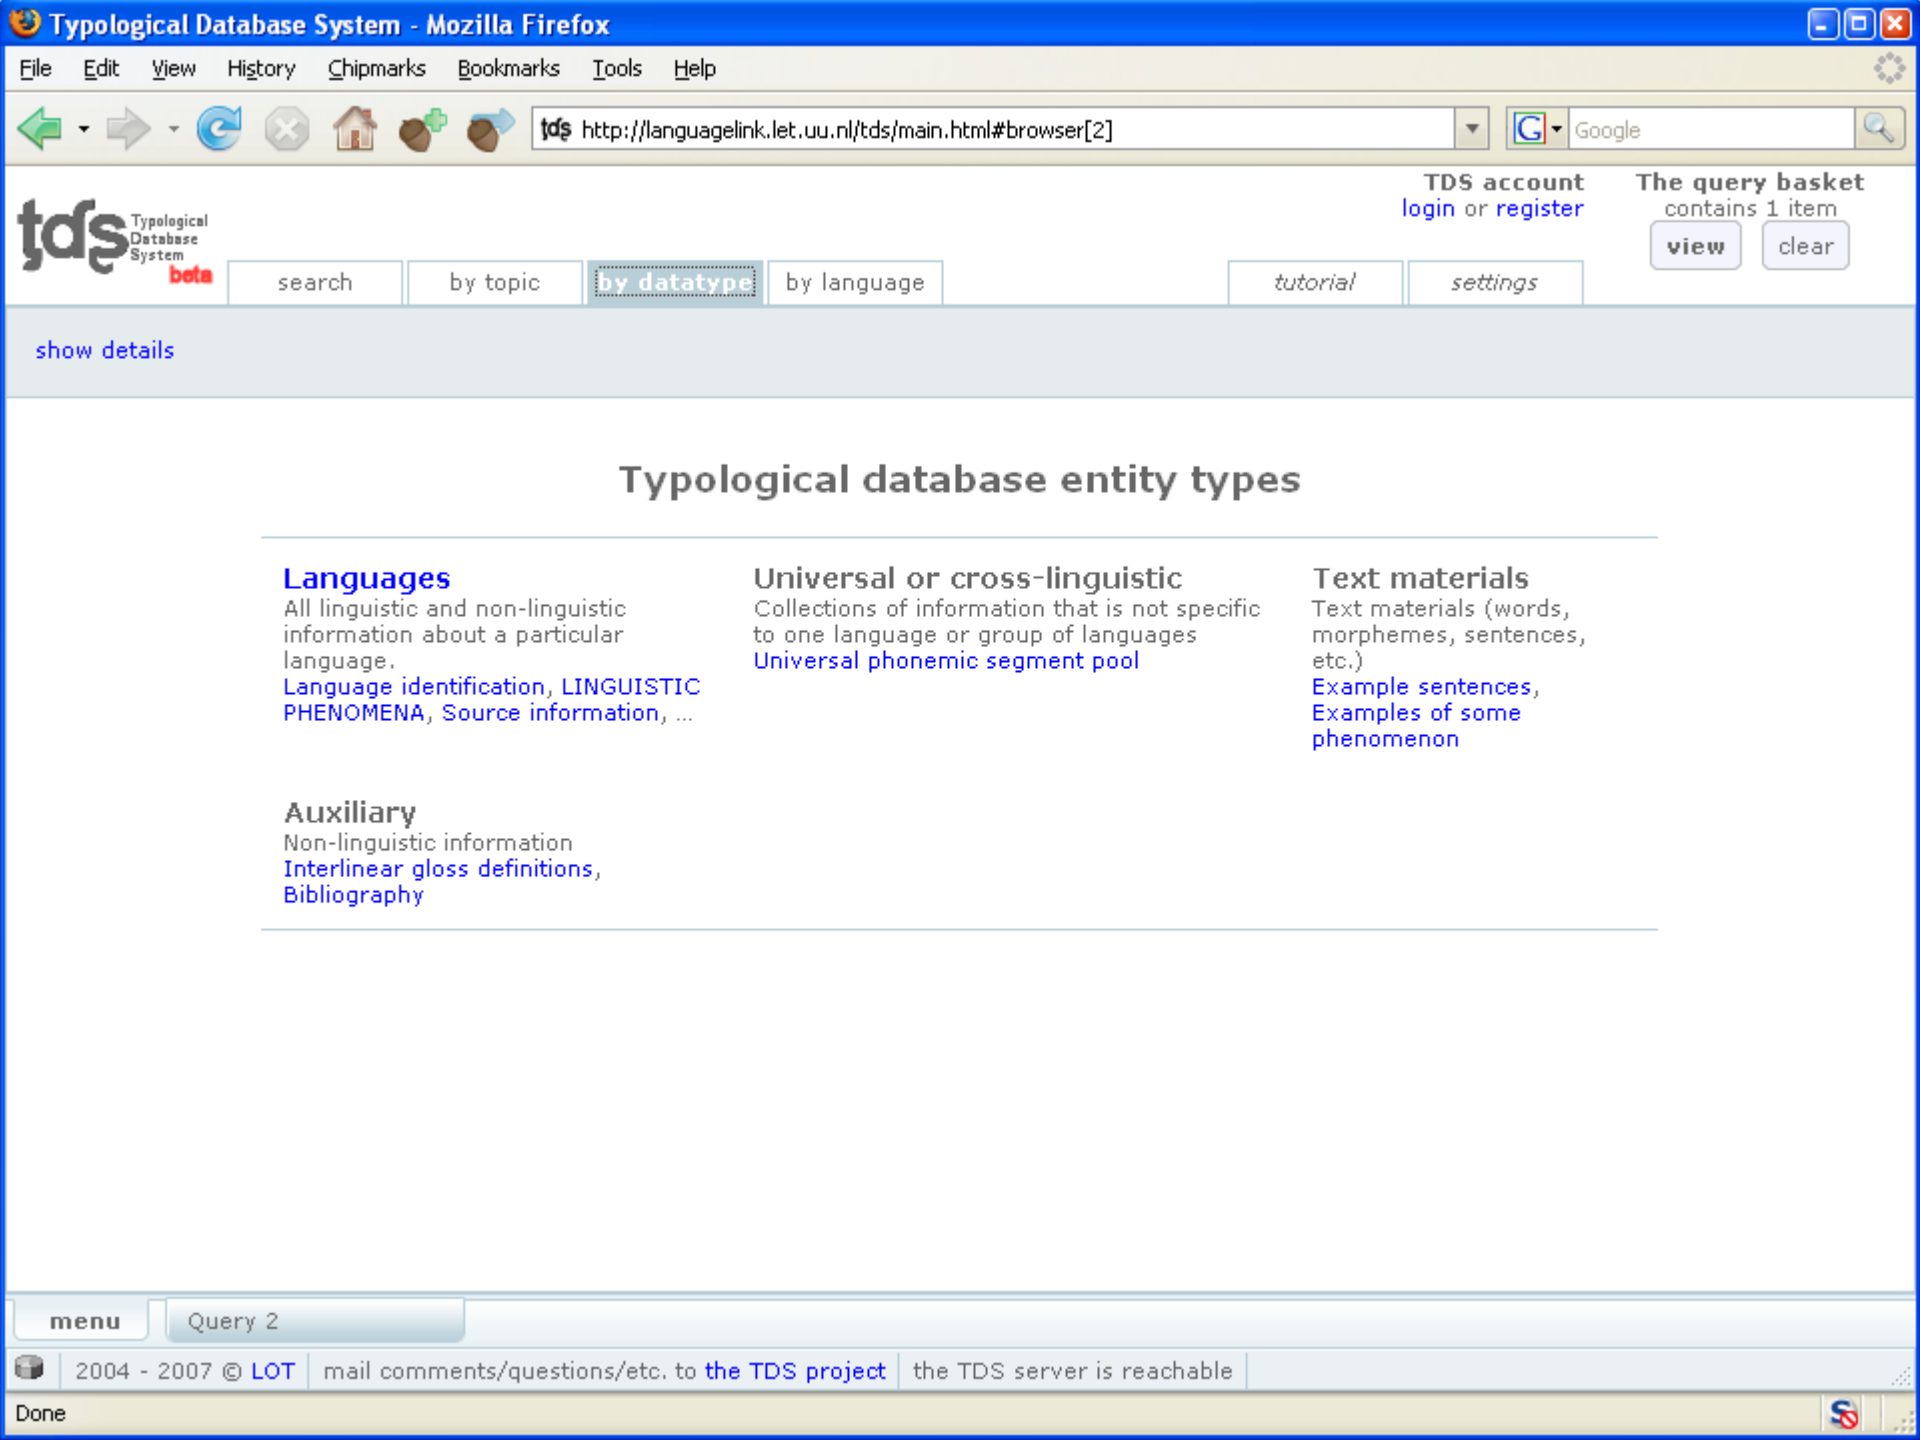 Typological Database System - Mozilla Firefox
File Edit View History Chipmarks Bookmarks Tools Help
tds http://languagelink.let.uu.nl/tds/main.html#browser[2]
G Google
TDS account
login or register
The query basket
contains 1 item
view clear
tds Typological
Database
System
beta
search by topic by datatype by language tutorial settings
show details
Typological database entity types
Languages
All linguistic and non-linguistic
information about a particular
language.
Language identification, LINGUISTIC
PHENOMENA, Source information, ...
Universal or cross-linguistic
Collections of information that is not specific
to one language or group of languages
Universal phonemic segment pool
Text materials
Text materials (words,
morphemes, sentences,
etc.)
Example sentences,
Examples of some
phenomenon
Auxiliary
Non-linguistic information
Interlinear gloss definitions,
Bibliography
menu Query 2
2004 - 2007 © LOT mail comments/questions/etc. to the TDS project the TDS server is reachable
Done S